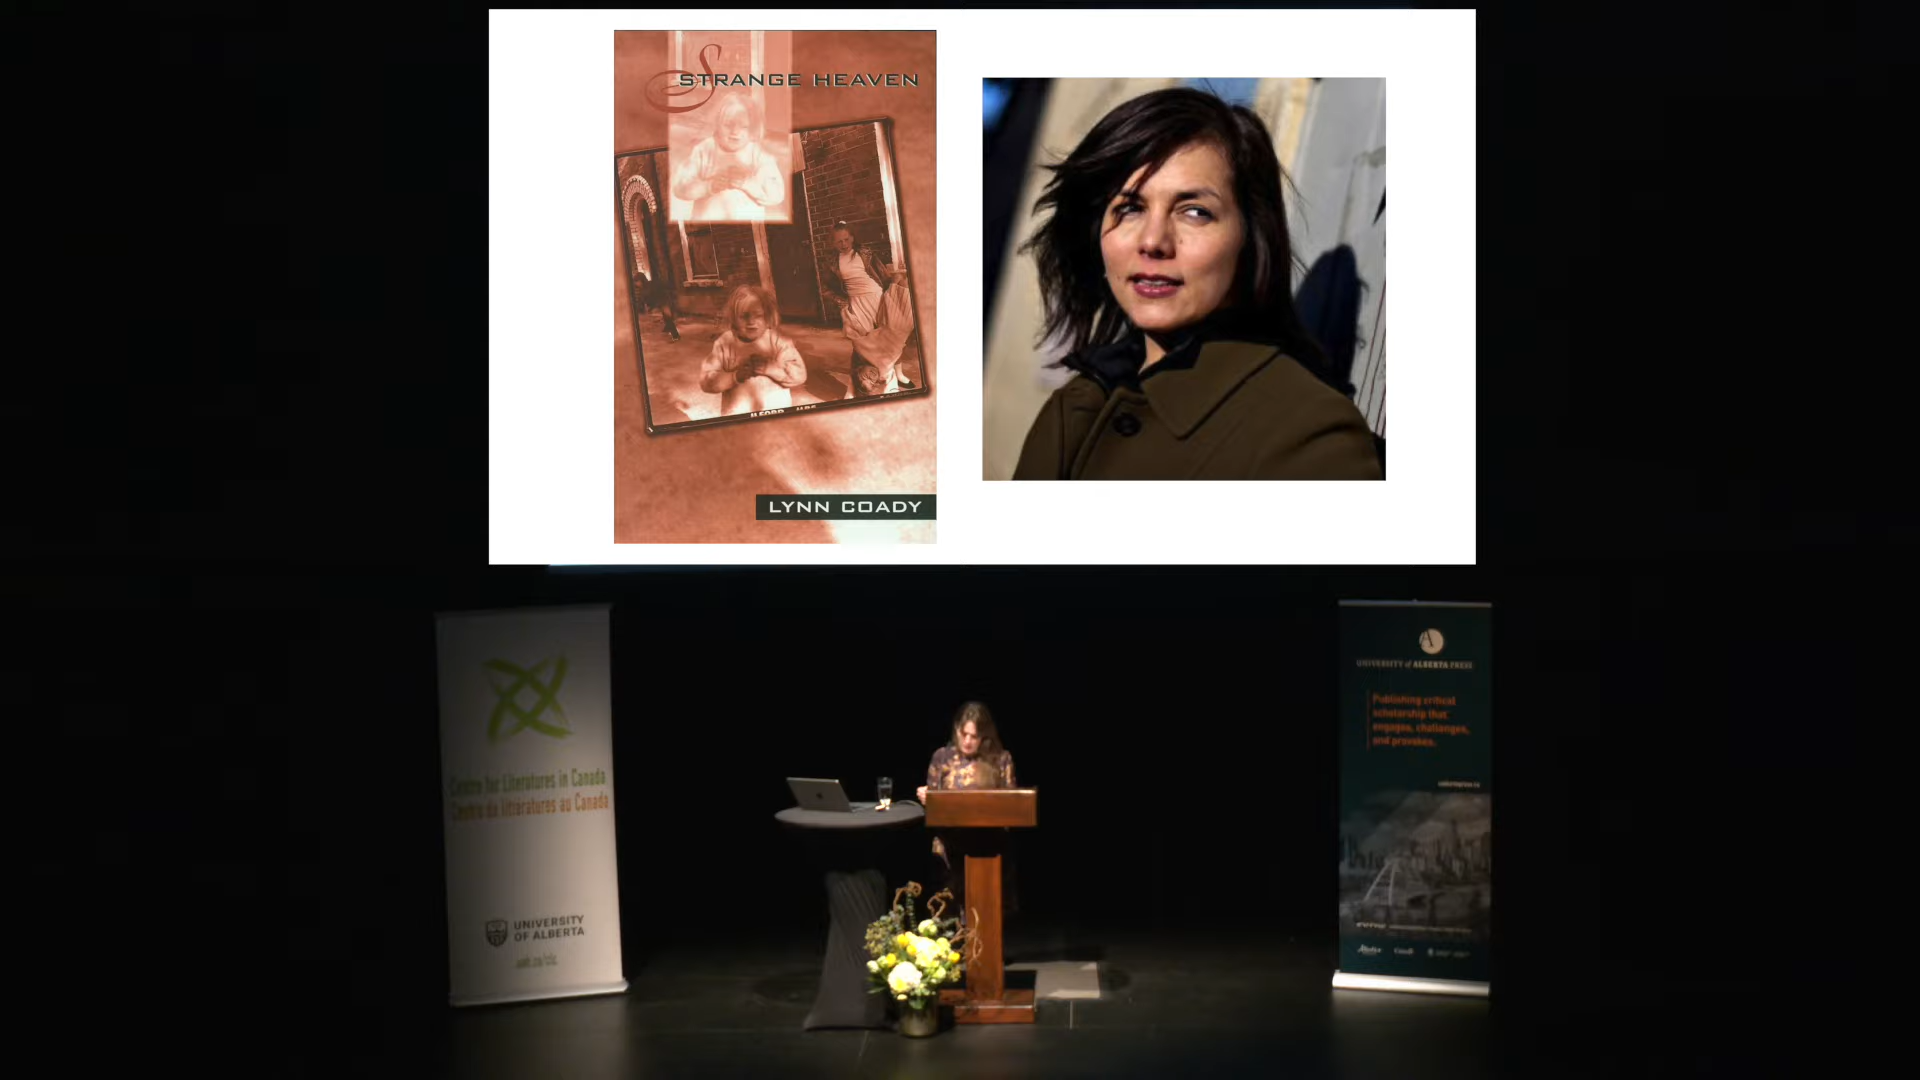 STRANGE HEAVEN
LYNN COADY
Centre for Literatures in Canada
Centre de littératures au Canada
UNIVERSITY
OF ALBERTA
UNIVERSITY of ALBERTA PRESS
Publishing critical
scholarship that
engages, challenges,
and provokes.